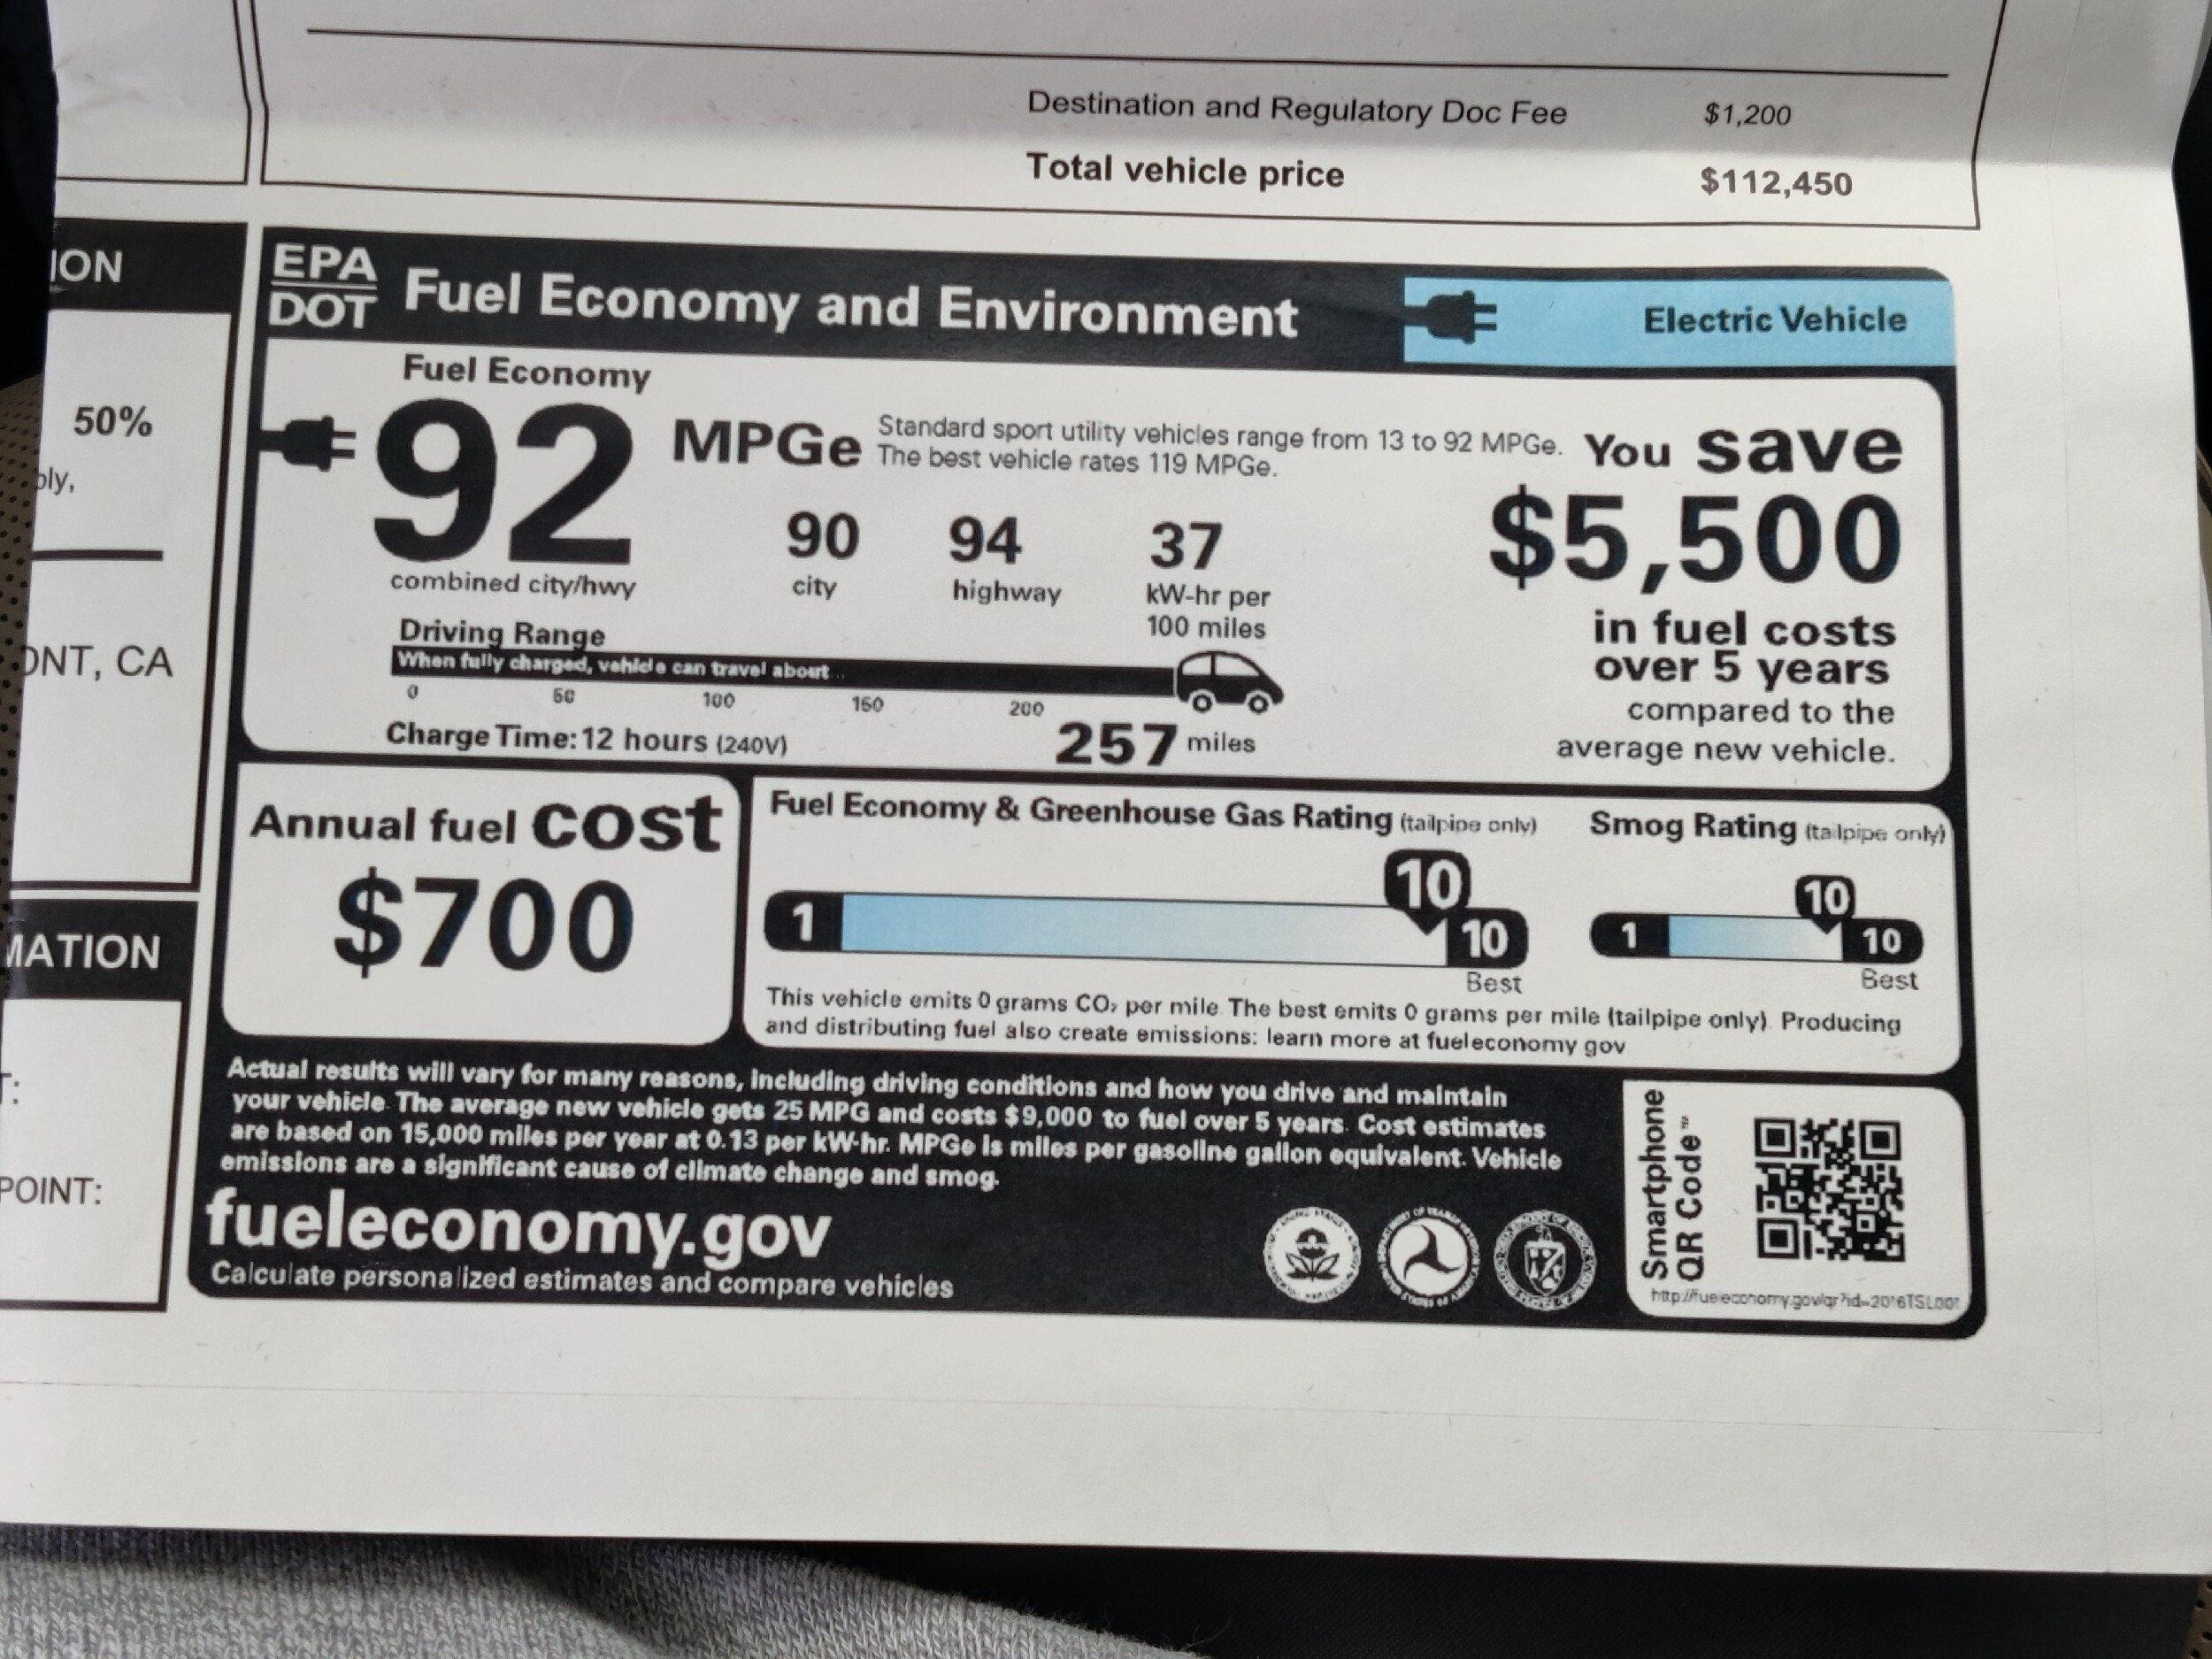 Destination and Regulatory Doc Fee $1,200
Total vehicle price $112,450
ION
50%
ply,
ONT, CA
MATION
T:
POINT:
EPA
DOT
Fuel Economy and Environment
Electric Vehicle
Fuel Economy
92 MPGe
combined city/hwy
Standard sport utility vehicles range from 13 to 92 MPGe.
The best vehicle rates 119 MPGe.
90 94 37
city highway kW-hr per
100 miles
Driving Range
When fully charged, vehicle can travel about...
0 50 100 150 200
Charge Time: 12 hours (240V)
257 miles
You save
$5,500
in fuel costs
over 5 years
compared to the
average new vehicle.
Annual fuel cost
$700
Fuel Economy & Greenhouse Gas Rating (tailpipe only)
10
1 10
Best
Smog Rating (tailpipe only)
10
1 10
Best
This vehicle emits 0 grams CO₂ per mile. The best emits 0 grams per mile (tailpipe only). Producing
and distributing fuel also create emissions: learn more at fueleconomy gov
Actual results will vary for many reasons, including driving conditions and how you drive and maintain
your vehicle. The average new vehicle gets 25 MPG and costs $9,000 to fuel over 5 years. Cost estimates
are based on 15,000 miles per year at 0.13 per kW-hr. MPGe is miles per gasoline gallon equivalent. Vehicle
emissions are a significant cause of climate change and smog.
fueleconomy.gov
Calculate personalized estimates and compare vehicles
Smartphone
QR Code™
http://fueleconomy.gov/qr?id=2016TSL001